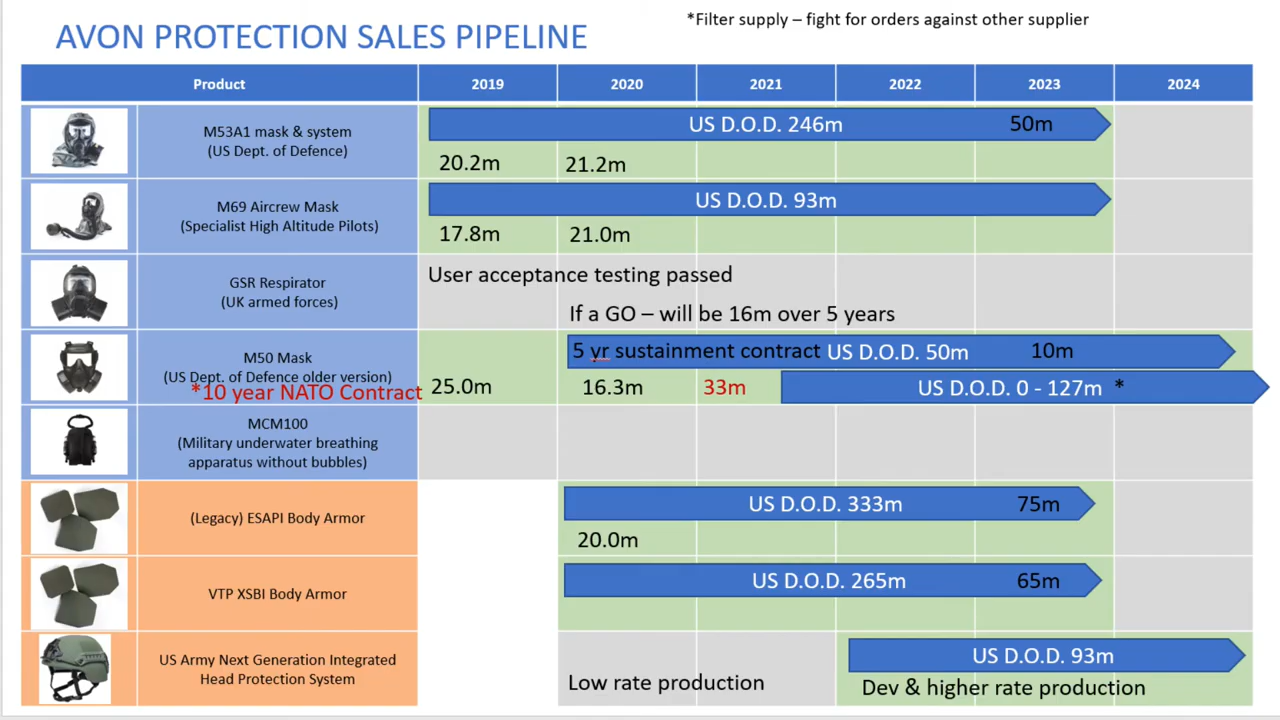 *Filter supply – fight for orders against other supplier
AVON PROTECTION SALES PIPELINE
Product 2019 2020 2021 2022 2023 2024
M53A1 mask & system
(US Dept. of Defence)
US D.O.D. 246m 50m
20.2m 21.2m
M69 Aircrew Mask
(Specialist High Altitude Pilots)
US D.O.D. 93m
17.8m 21.0m
GSR Respirator
(UK armed forces)
User acceptance testing passed
If a GO – will be 16m over 5 years
M50 Mask
(US Dept. of Defence older version)
*10 year NATO Contract
5 yr sustainment contract US D.O.D. 50m 10m
25.0m 16.3m 33m US D.O.D. 0 - 127m *
MCM100
(Military underwater breathing
apparatus without bubbles)
(Legacy) ESAPI Body Armor
US D.O.D. 333m 75m
20.0m
VTP XSBI Body Armor
US D.O.D. 265m 65m
US Army Next Generation Integrated
Head Protection System
US D.O.D. 93m
Low rate production Dev & higher rate production